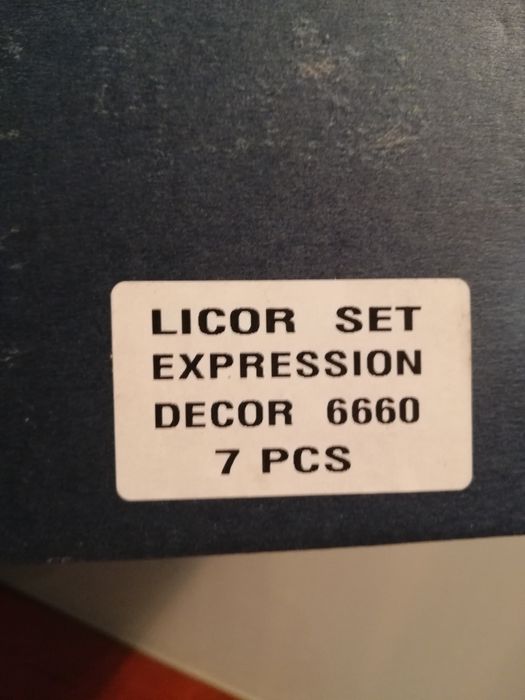 LICOR SET
EXPRESSION
DECOR 6660
7 PCS